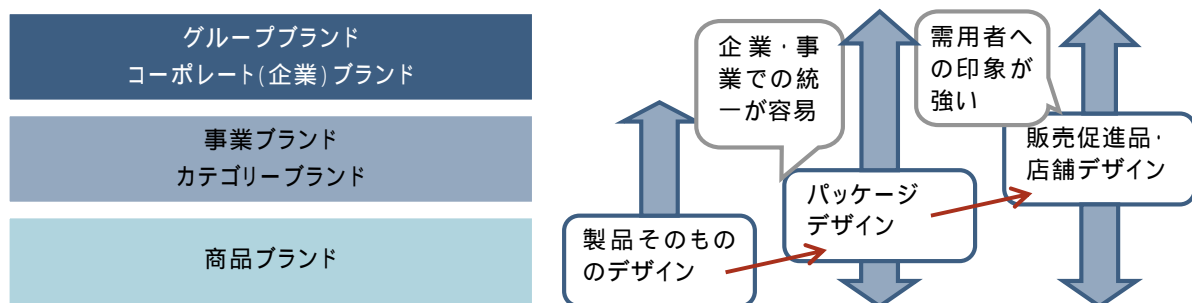 グループブランド
コーポレート(企業)ブランド
事業ブランド
カテゴリーブランド
商品ブランド
企業・事
業での統
一が容易
需用者へ
の印象が
強い
販売促進品・
店舗デザイン
パッケージ
デザイン
製品そのもの
のデザイン